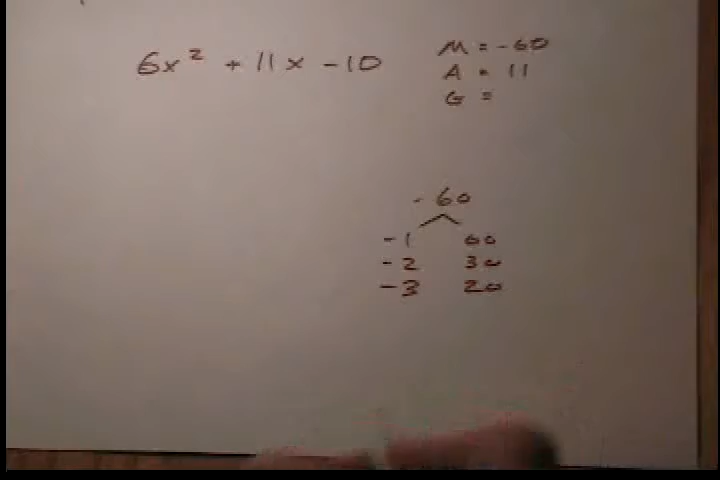 6x² + 11x - 10
M = -60
A = 11
G =
- 60
-1 60
-2 30
-3 20